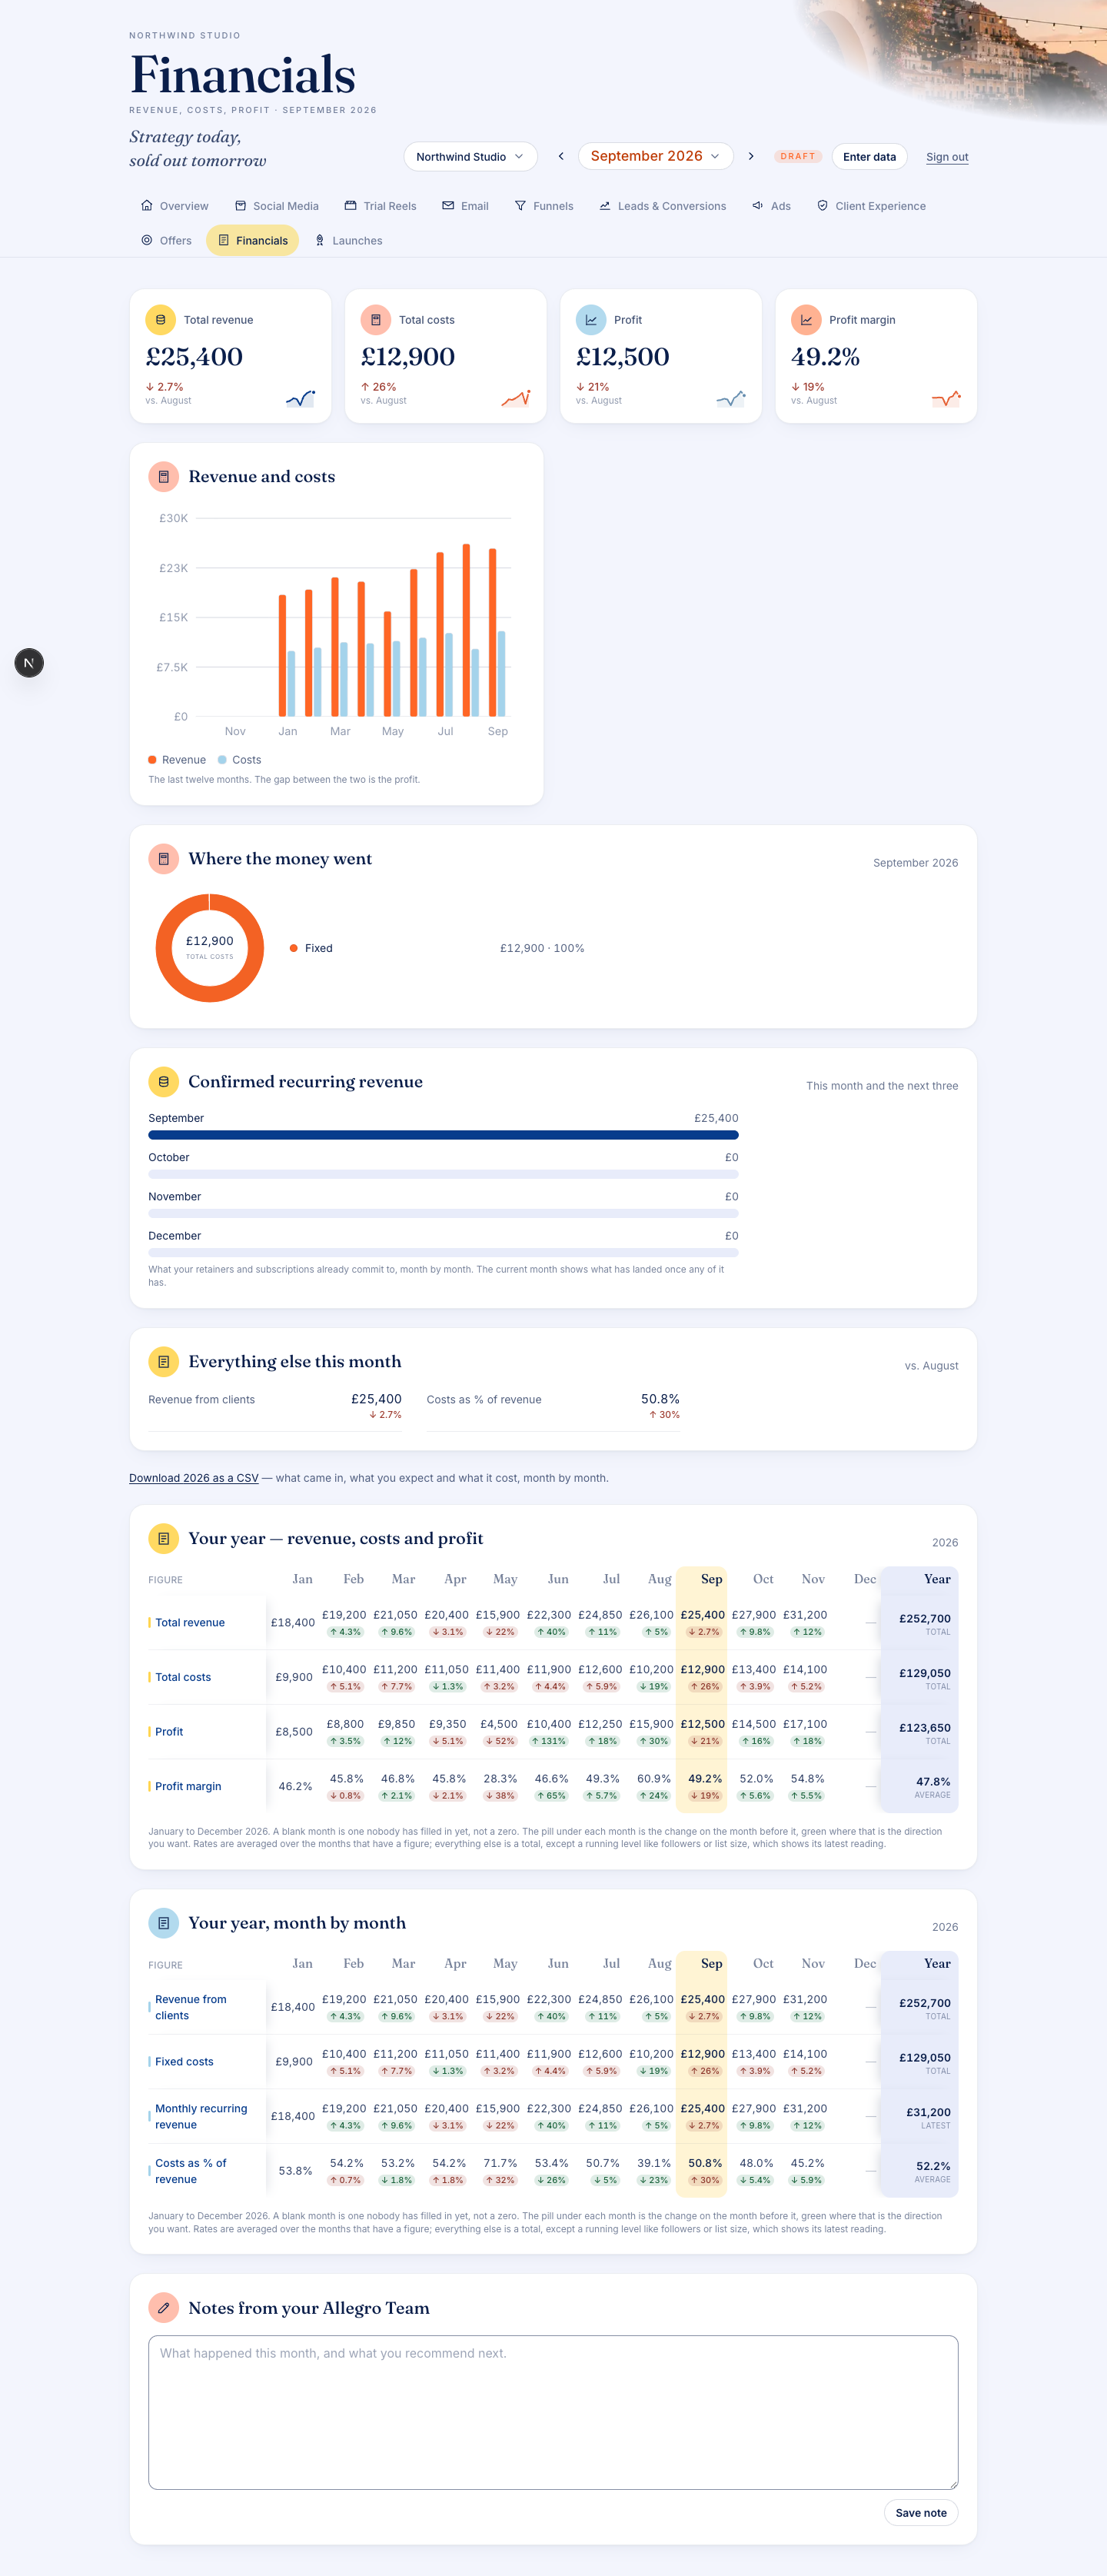 NORTHWIND STUDIO
Financials
REVENUE, COSTS, PROFIT · SEPTEMBER 2026
Strategy today,
sold out tomorrow
Northwind Studio
September 2026
DRAFT
Enter data
Sign out
Overview
Social Media
Trial Reels
Email
Funnels
Leads & Conversions
Ads
Client Experience
Offers
Financials
Launches
Total revenue
£25,400
↓ 2.7%
vs. August
Total costs
£12,900
↑ 26%
vs. August
Profit
£12,500
↓ 21%
vs. August
Profit margin
49.2%
↓ 19%
vs. August
Revenue and costs
£30K
£23K
£15K
£7.5K
£0
Nov Jan Mar May Jul Sep
Revenue Costs
The last twelve months. The gap between the two is the profit.
N
Where the money went
September 2026
£12,900
TOTAL COSTS
Fixed
£12,900 · 100%
Confirmed recurring revenue
This month and the next three
September £25,400
October £0
November £0
December £0
What your retainers and subscriptions already commit to, month by month. The current month shows what has landed once any of it
has.
Everything else this month
vs. August
Revenue from clients £25,400
↓ 2.7%
Costs as % of revenue 50.8%
↑ 30%
Download 2026 as a CSV — what came in, what you expect and what it cost, month by month.
Your year — revenue, costs and profit
2026
FIGURE Jan Feb Mar Apr May Jun Jul Aug Sep Oct Nov Dec Year
Total revenue £18,400 £19,200 £21,050 £20,400 £15,900 £22,300 £24,850 £26,100 £25,400 £27,900 £31,200 — £252,700
↑ 4.3% ↑ 9.6% ↓ 3.1% ↓ 22% ↑ 40% ↑ 11% ↑ 5% ↓ 2.7% ↑ 9.8% ↑ 12% TOTAL
Total costs £9,900 £10,400 £11,200 £11,050 £11,400 £11,900 £12,600 £10,200 £12,900 £13,400 £14,100 — £129,050
↑ 5.1% ↑ 7.7% ↓ 1.3% ↑ 3.2% ↑ 4.4% ↑ 5.9% ↓ 19% ↑ 26% ↑ 3.9% ↑ 5.2% TOTAL
Profit £8,500 £8,800 £9,850 £9,350 £4,500 £10,400 £12,250 £15,900 £12,500 £14,500 £17,100 — £123,650
↑ 3.5% ↑ 12% ↓ 5.1% ↓ 52% ↑ 131% ↑ 18% ↑ 30% ↓ 21% ↑ 16% ↑ 18% TOTAL
Profit margin 46.2% 45.8% 46.8% 45.8% 28.3% 46.6% 49.3% 60.9% 49.2% 52.0% 54.8% — 47.8%
↓ 0.8% ↑ 2.1% ↓ 2.1% ↓ 38% ↑ 65% ↑ 5.7% ↑ 24% ↓ 19% ↑ 5.6% ↑ 5.5% AVERAGE
January to December 2026. A blank month is one nobody has filled in yet, not a zero. The pill under each month is the change on the month before it, green where that is the direction
you want. Rates are averaged over the months that have a figure; everything else is a total, except a running level like followers or list size, which shows its latest reading.
Your year, month by month
2026
FIGURE Jan Feb Mar Apr May Jun Jul Aug Sep Oct Nov Dec Year
Revenue from clients £18,400 £19,200 £21,050 £20,400 £15,900 £22,300 £24,850 £26,100 £25,400 £27,900 £31,200 — £252,700
↑ 4.3% ↑ 9.6% ↓ 3.1% ↓ 22% ↑ 40% ↑ 11% ↑ 5% ↓ 2.7% ↑ 9.8% ↑ 12% TOTAL
Fixed costs £9,900 £10,400 £11,200 £11,050 £11,400 £11,900 £12,600 £10,200 £12,900 £13,400 £14,100 — £129,050
↑ 5.1% ↑ 7.7% ↓ 1.3% ↑ 3.2% ↑ 4.4% ↑ 5.9% ↓ 19% ↑ 26% ↑ 3.9% ↑ 5.2% TOTAL
Monthly recurring revenue £18,400 £19,200 £21,050 £20,400 £15,900 £22,300 £24,850 £26,100 £25,400 £27,900 £31,200 — £31,200
↑ 4.3% ↑ 9.6% ↓ 3.1% ↓ 22% ↑ 40% ↑ 11% ↑ 5% ↓ 2.7% ↑ 9.8% ↑ 12% LATEST
Costs as % of revenue 53.8% 54.2% 53.2% 54.2% 71.7% 53.4% 50.7% 39.1% 50.8% 48.0% 45.2% — 52.2%
↑ 0.7% ↓ 1.8% ↑ 1.8% ↑ 32% ↓ 26% ↓ 5% ↓ 23% ↑ 30% ↓ 5.4% ↓ 5.9% AVERAGE
January to December 2026. A blank month is one nobody has filled in yet, not a zero. The pill under each month is the change on the month before it, green where that is the direction
you want. Rates are averaged over the months that have a figure; everything else is a total, except a running level like followers or list size, which shows its latest reading.
Notes from your Allegro Team
What happened this month, and what you recommend next.
Save note